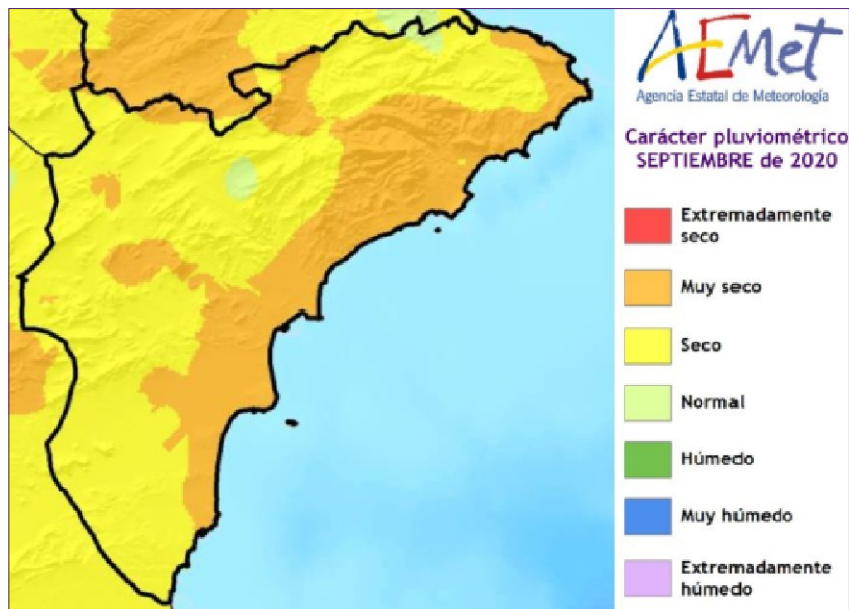 AEmet
Agencia Estatal de Meteorología
Carácter pluviométrico
SEPTIEMBRE de 2020
Extremadamente
seco
Muy seco
Seco
Normal
Húmedo
Muy húmedo
Extremadamente
húmedo